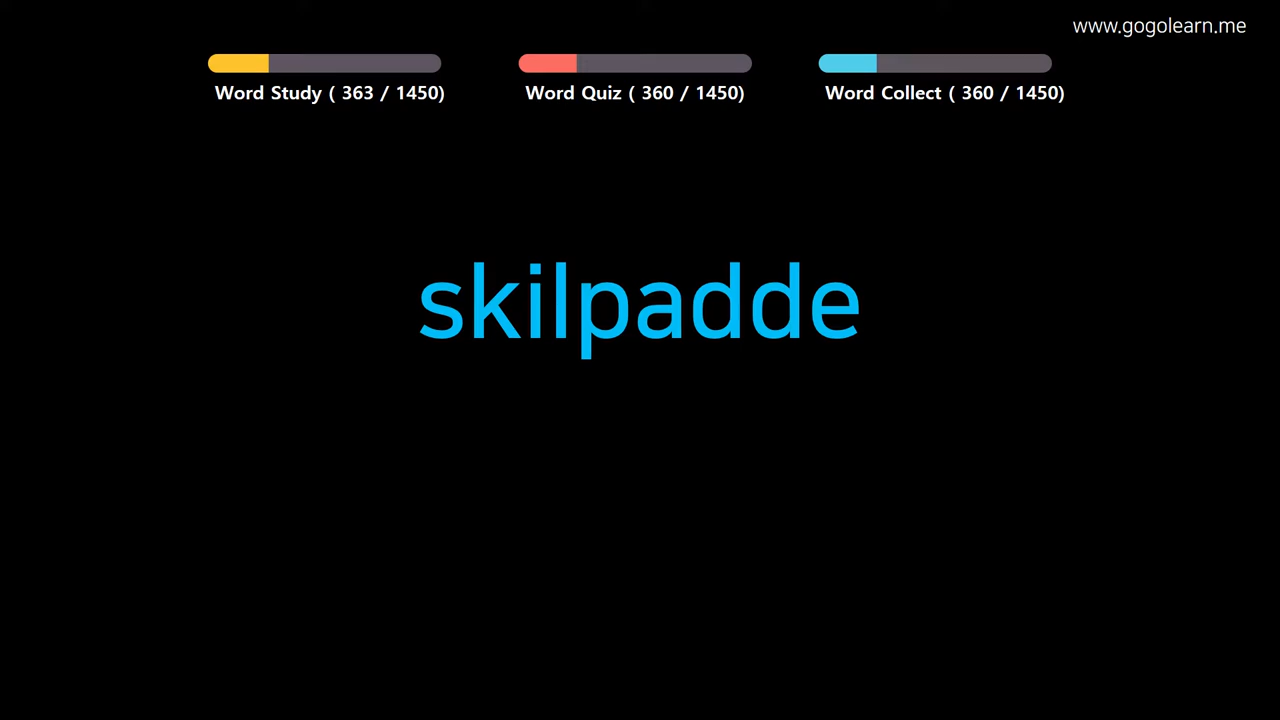 www.gogolearn.me
Word Study ( 363 / 1450)
Word Quiz ( 360 / 1450)
Word Collect ( 360 / 1450)
skilpadde